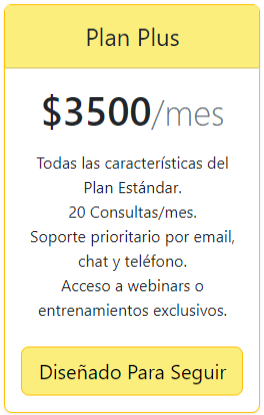 Plan Plus
$3500/mes
Todas las características del
Plan Estándar.
20 Consultas/mes.
Soporte prioritario por email,
chat y teléfono.
Acceso a webinars o
entrenamientos exclusivos.
Diseñado Para Seguir